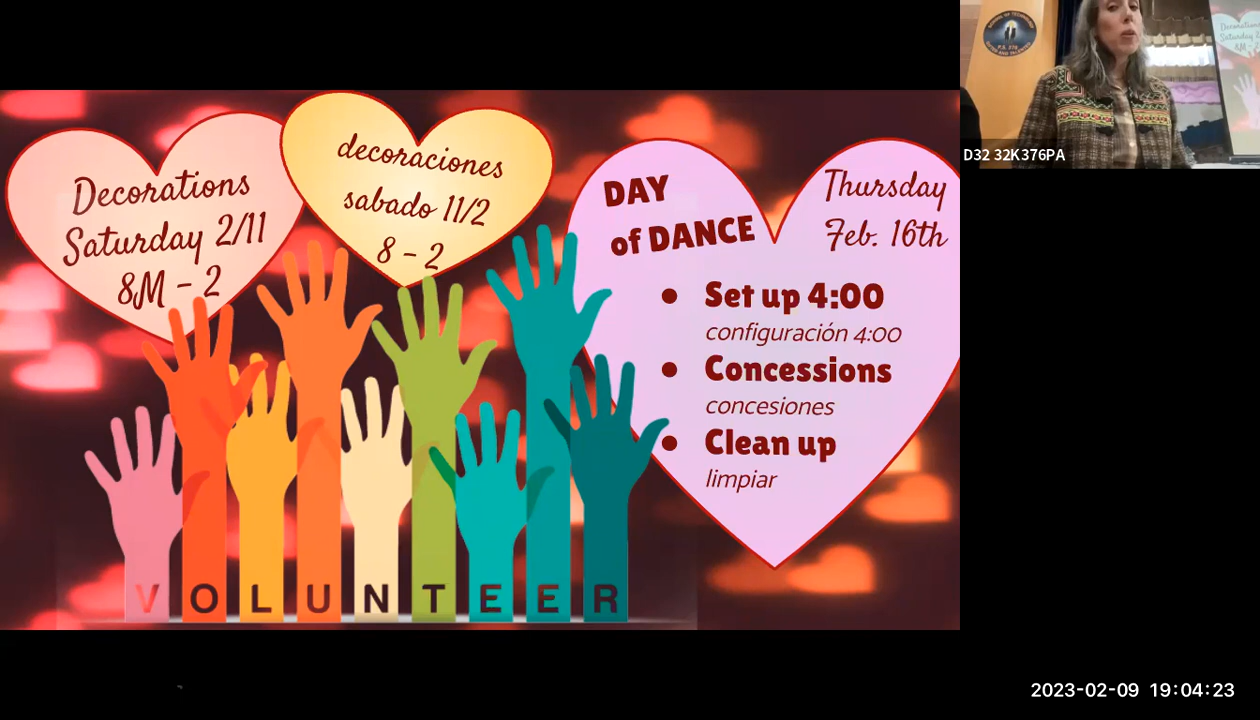 Decorations
Saturday 2/11
8M - 2
decoraciones
sabado 11/2
8 - 2
DAY
of DANCE
Thursday
Feb. 16th
• Set up 4:00
configuración 4:00
• Concessions
concesiones
• Clean up
limpiar
VOLUNTEER
D32 32K376PA
2023-02-09 19:04:23